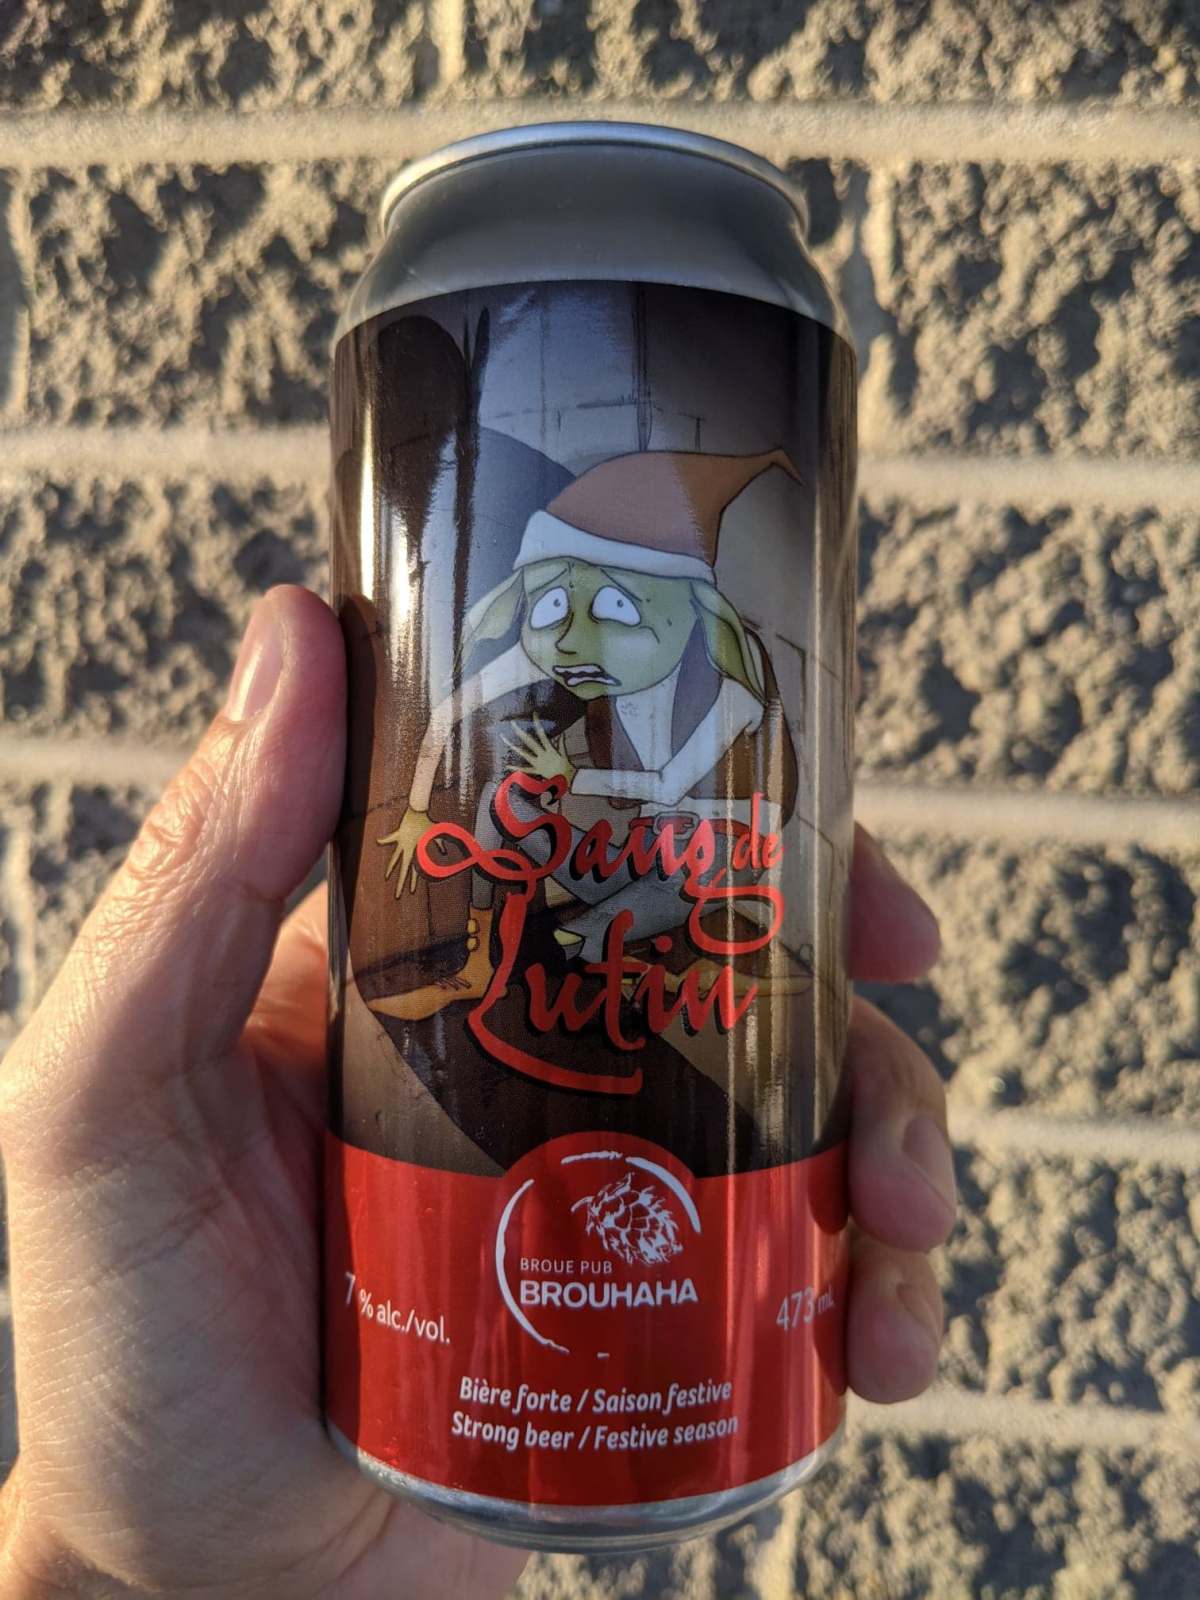 Sang de
Lutin
BROUE PUB
BROUHAHA
7 % alc./vol.
473 mL
Bière forte / Saison festive
Strong beer / Festive season